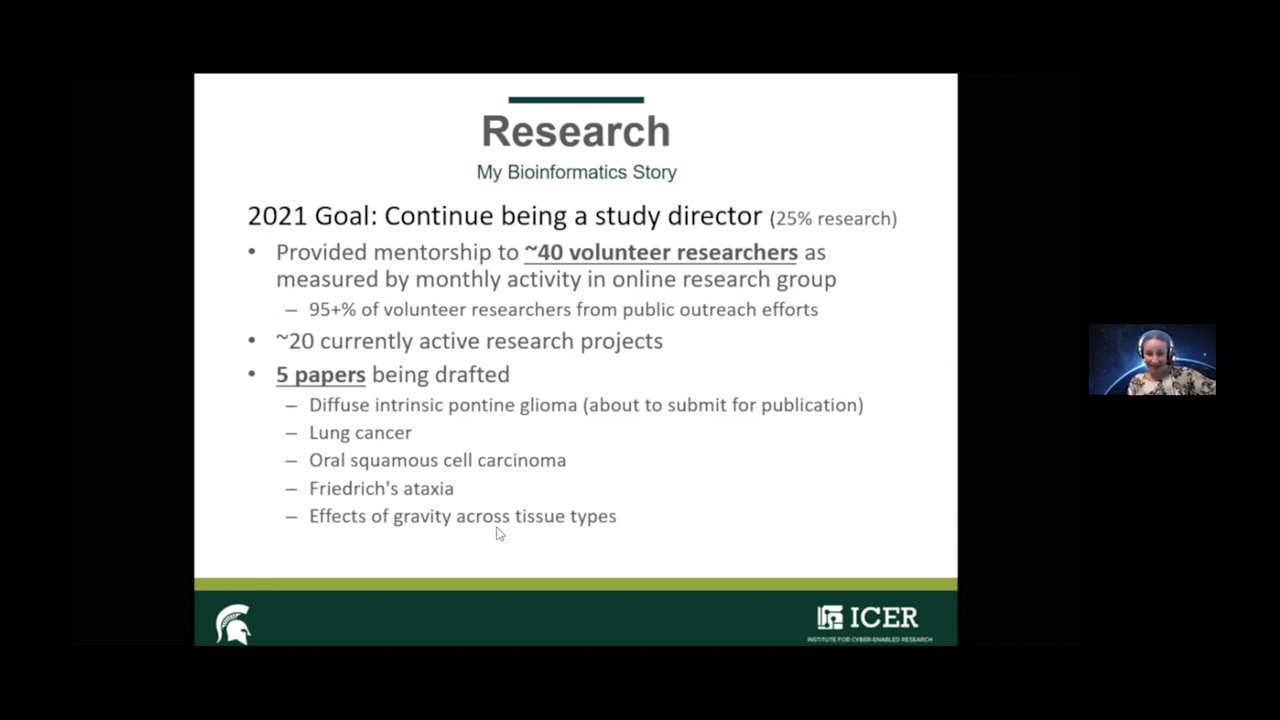 Research
My Bioinformatics Story
2021 Goal: Continue being a study director (25% research)
• Provided mentorship to ~40 volunteer researchers as
measured by monthly activity in online research group
– 95+% of volunteer researchers from public outreach efforts
• ~20 currently active research projects
• 5 papers being drafted
– Diffuse intrinsic pontine glioma (about to submit for publication)
– Lung cancer
– Oral squamous cell carcinoma
– Friedrich's ataxia
– Effects of gravity across tissue types
ICER
INSTITUTE FOR CYBER-ENABLED RESEARCH